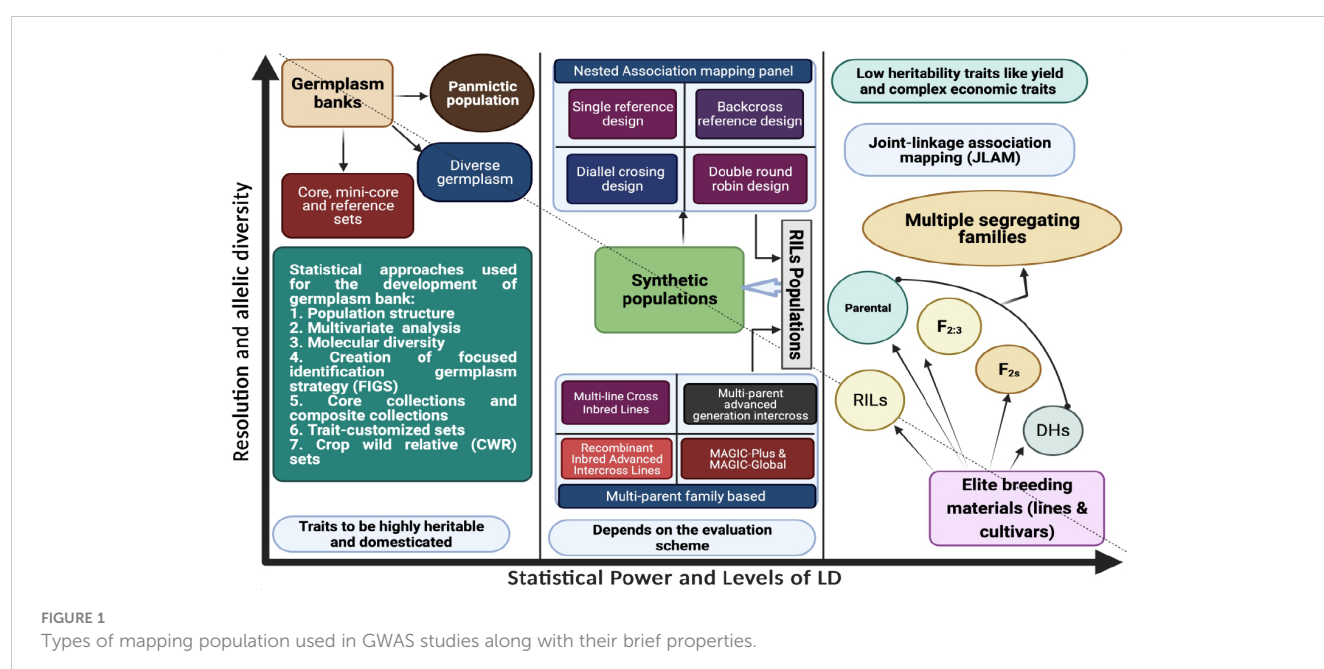 Resolution and allelic diversity
Germplasm
banks
Panmictic
population
Diverse
germplasm
Core, mini-core
and reference
sets
Statistical approaches used
for the development of
germplasm bank:
1. Population structure
2. Multivariate analysis
3. Molecular diversity
4. Creation of focused
identification germplasm
strategy (FIGS)
5. Core collections and
composite collections
6. Trait-customized sets
7. Crop wild relative (CWR)
sets
Traits to be highly heritable
and domesticated
Nested Association mapping panel
Single reference
design
Backcross
reference design
Diallel crosing
design
Double round
robin design
Synthetic
populations
RILs Populations
Multi-line Cross
Inbred Lines
Multi-parent
advanced
generation intercross
Recombinant
Inbred Advanced
Intercross Lines
MAGIC-Plus &
MAGIC-Global
Multi-parent family based
Depends on the evaluation
scheme
Low heritability traits like yield
and complex economic traits
Joint-linkage association
mapping (JLAM)
Multiple segregating
families
Parental
F2:3
F2s
RILs
DHs
Elite breeding
materials (lines &
cultivars)
Statistical Power and Levels of LD
FIGURE 1
Types of mapping population used in GWAS studies along with their brief properties.